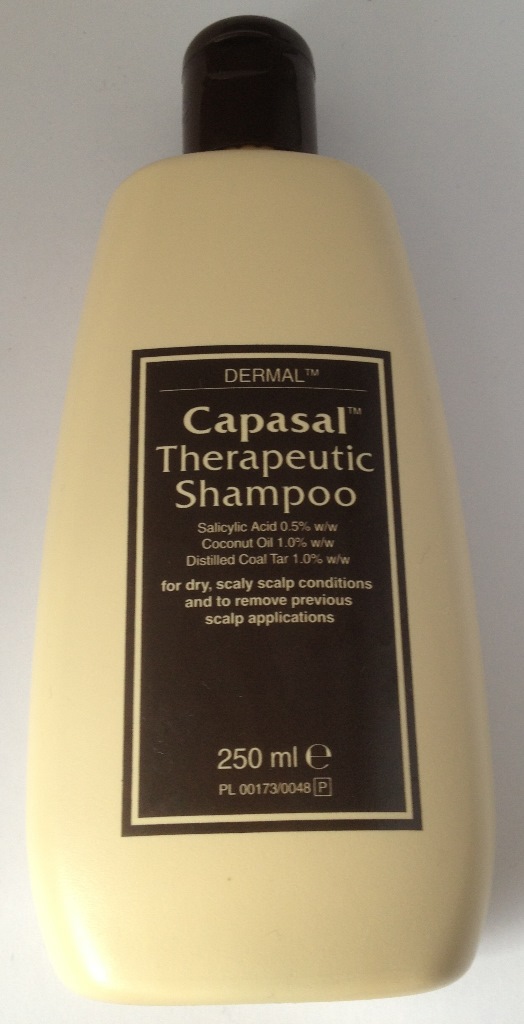 DERMAL™
Capasal™
Therapeutic
Shampoo
Salicylic Acid 0.5% w/w
Coconut Oil 1.0% w/w
Distilled Coal Tar 1.0% w/w
for dry, scaly scalp conditions
and to remove previous
scalp applications
250 ml ℮
PL 00173/0048 P